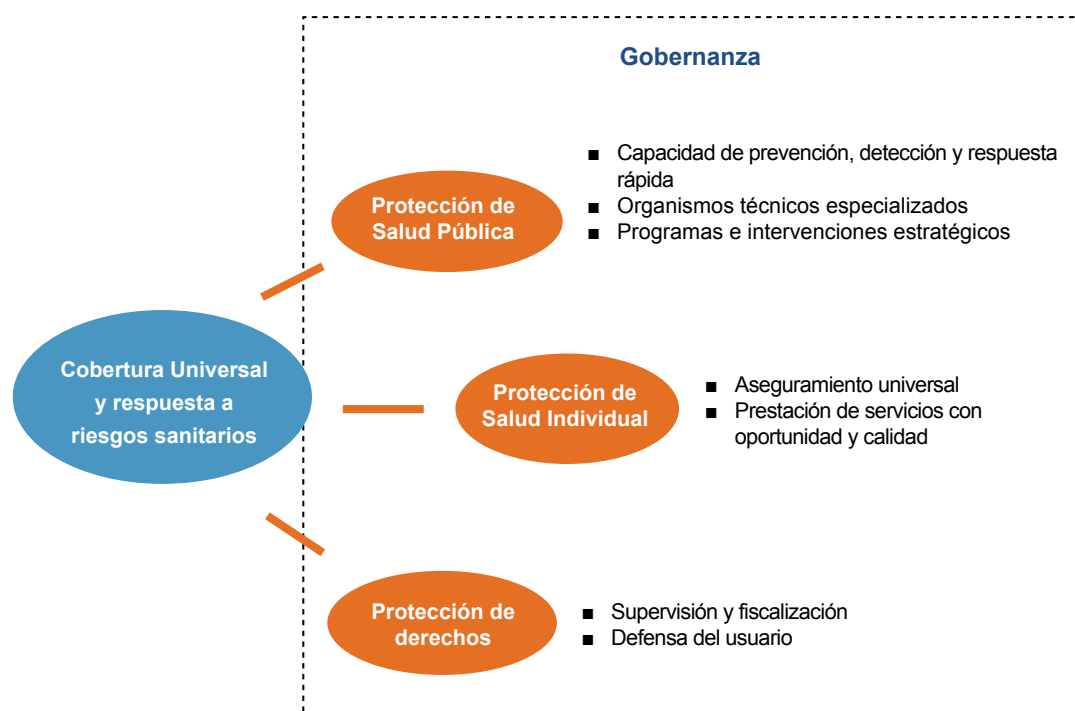 Gobernanza
■ Capacidad de prevención, detección y respuesta
rápida
■ Organismos técnicos especializados
■ Programas e intervenciones estratégicos
Protección de
Salud Pública
Cobertura Universal
y respuesta a
riesgos sanitarios
Protección de
Salud Individual
■ Aseguramiento universal
■ Prestación de servicios con
oportunidad y calidad
Protección de
derechos
■ Supervisión y fiscalización
■ Defensa del usuario